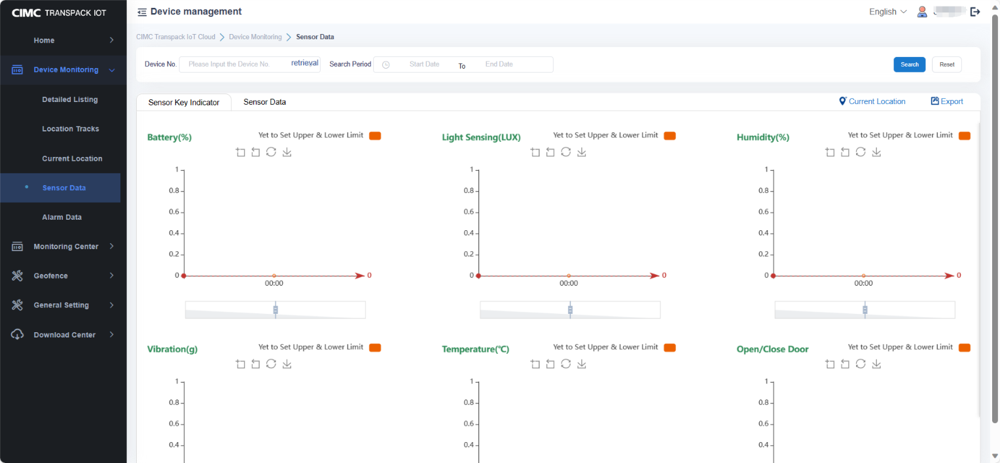 CIMC TRANSPACK IOT
Device management
English
Home
CIMC Transpack IoT Cloud
Device Monitoring
Sensor Data
Device Monitoring
Device No.
Please Input the Device No.
retrieval
Search Period
Start Date
To
End Date
Search
Reset
Detailed Listing
Location Tracks
Current Location
Sensor Data
Alarm Data
Monitoring Center
Geofence
General Setting
Download Center
Sensor Key Indicator
Sensor Data
Current Location
Export
Battery(%)
Yet to Set Upper & Lower Limit
1
0.8
0.6
0.4
0.2
0
0
00:00
Light Sensing(LUX)
Yet to Set Upper & Lower Limit
1
0.8
0.6
0.4
0.2
0
0
00:00
Humidity(%)
Yet to Set Upper & Lower Limit
1
0.8
0.6
0.4
0.2
0
0
00:00
Vibration(g)
Yet to Set Upper & Lower Limit
1
0.8
0.6
0.4
Temperature(℃)
Yet to Set Upper & Lower Limit
1
0.8
0.6
0.4
Open/Close Door
Yet to Set Upper & Lower Limit
1
0.8
0.6
0.4